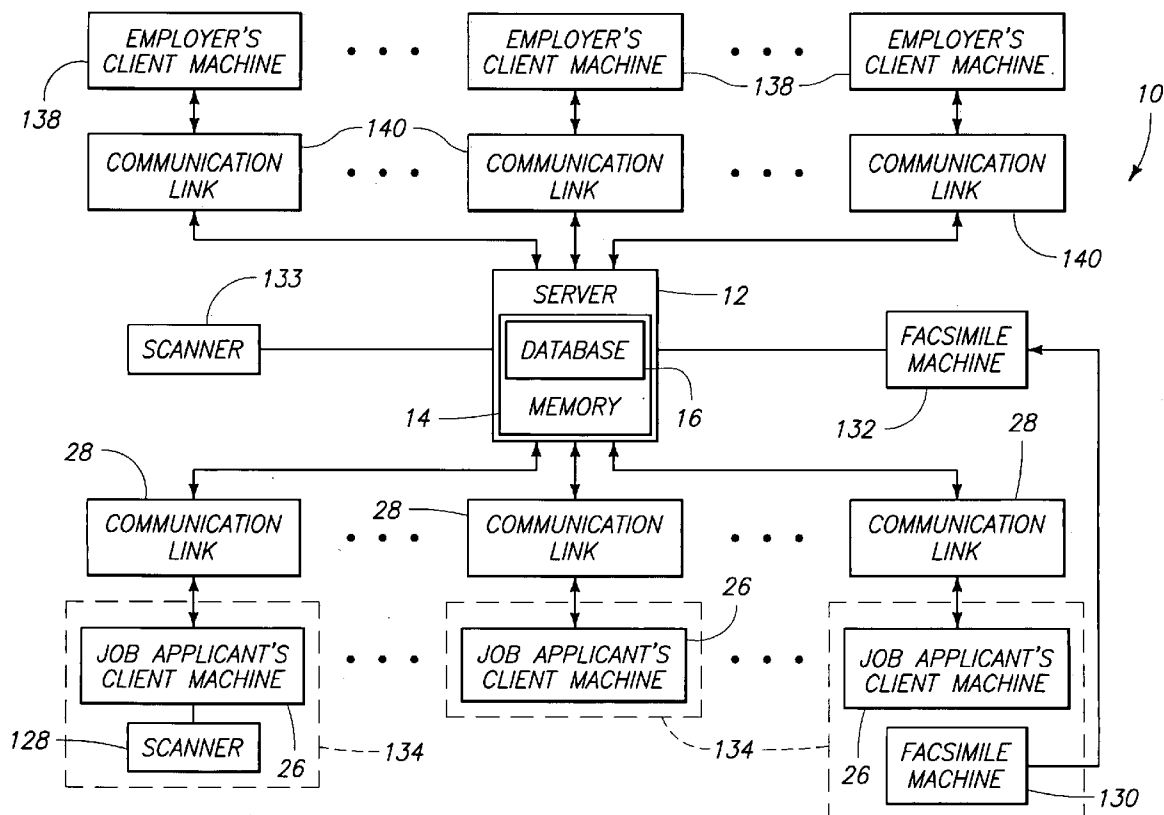 EMPLOYER'S
CLIENT MACHINE
EMPLOYER'S
CLIENT MACHINE
EMPLOYER'S
CLIENT MACHINE.
138
138
10
140
COMMUNICATION
LINK
COMMUNICATION
LINK
COMMUNICATION
LINK
140
133
SERVER
12
SCANNER
DATABASE
FACSIMILE
MACHINE
14
MEMORY
16
132
28
28
28
COMMUNICATION
LINK
COMMUNICATION
LINK
COMMUNICATION
LINK
26
JOB APPLICANT'S
CLIENT MACHINE
JOB APPLICANT'S
CLIENT MACHINE
JOB APPLICANT'S
CLIENT MACHINE
128
SCANNER
26
134
134
26
FACSIMILE
MACHINE
130